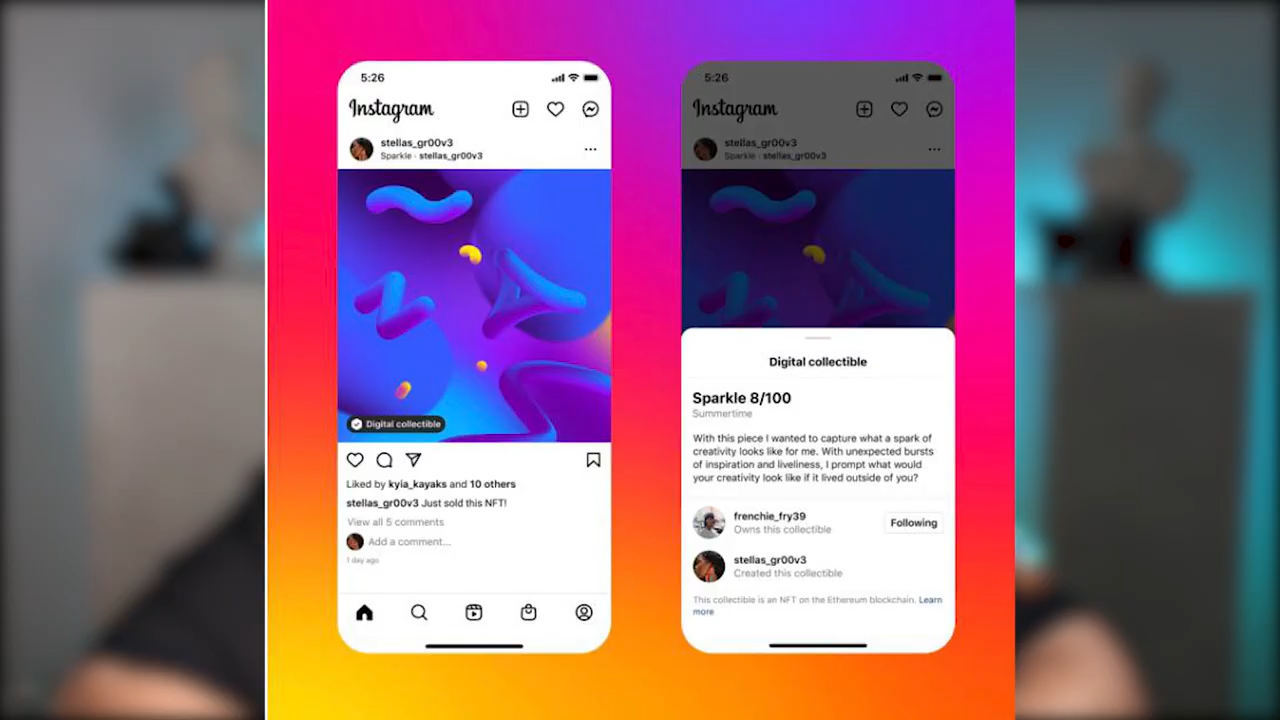 5:26
Instagram
stellas_gr00v3
Sparkle · stellas_gr00v3
Digital collectible
Liked by kyia_kayaks and 10 others
stellas_gr00v3 Just sold this NFT!
View all 5 comments
Add a comment...
1 day ago
5:26
Instagram
stellas_gr00v3
Sparkle · stellas_gr00v3
Digital collectible
Sparkle 8/100
Summertime
With this piece I wanted to capture what a spark of
creativity looks like for me. With unexpected bursts
of inspiration and liveliness, I prompt what would
your creativity look like if it lived outside of you?
frenchie_fry39
Owns this collectible
Following
stellas_gr00v3
Created this collectible
This collectible is an NFT on the Ethereum blockchain. Learn
more